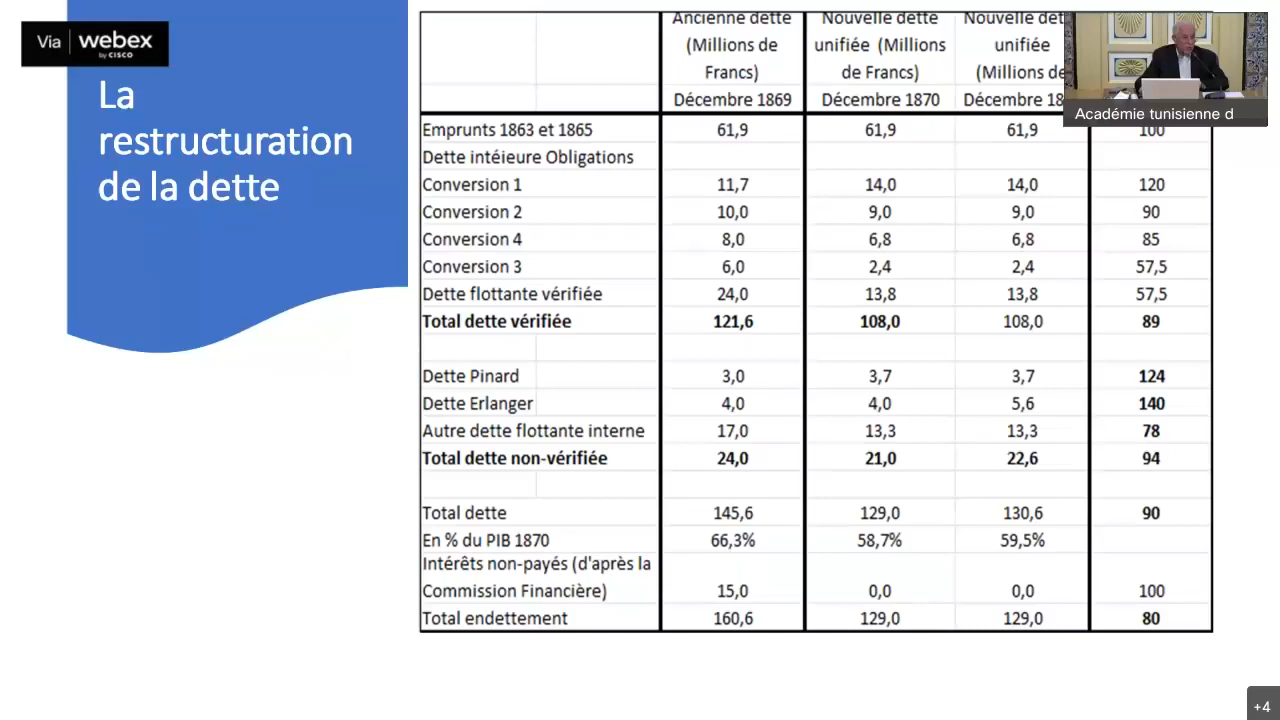 Via webex
by CISCO
La
restructuration
de la dette
Ancienne dette
(Millions de
Francs)
Décembre 1869
Nouvelle dette
unifiée (Millions
de Francs)
Décembre 1870
Nouvelle
unifiée
(Millions
Décembre
Académie tunisienne d
Emprunts 1863 et 1865 61,9 61,9 61,9 100
Dette intéieure Obligations
Conversion 1 11,7 14,0 14,0 120
Conversion 2 10,0 9,0 9,0 90
Conversion 4 8,0 6,8 6,8 85
Conversion 3 6,0 2,4 2,4 57,5
Dette flottante vérifiée 24,0 13,8 13,8 57,5
Total dette vérifiée 121,6 108,0 108,0 89
Dette Pinard 3,0 3,7 3,7 124
Dette Erlanger 4,0 4,0 5,6 140
Autre dette flottante interne 17,0 13,3 13,3 78
Total dette non-vérifiée 24,0 21,0 22,6 94
Total dette 145,6 129,0 130,6 90
En % du PIB 1870 66,3% 58,7% 59,5%
Intérêts non-payés (d'après la
Commission Financière) 15,0 0,0 0,0 100
Total endettement 160,6 129,0 129,0 80
+4